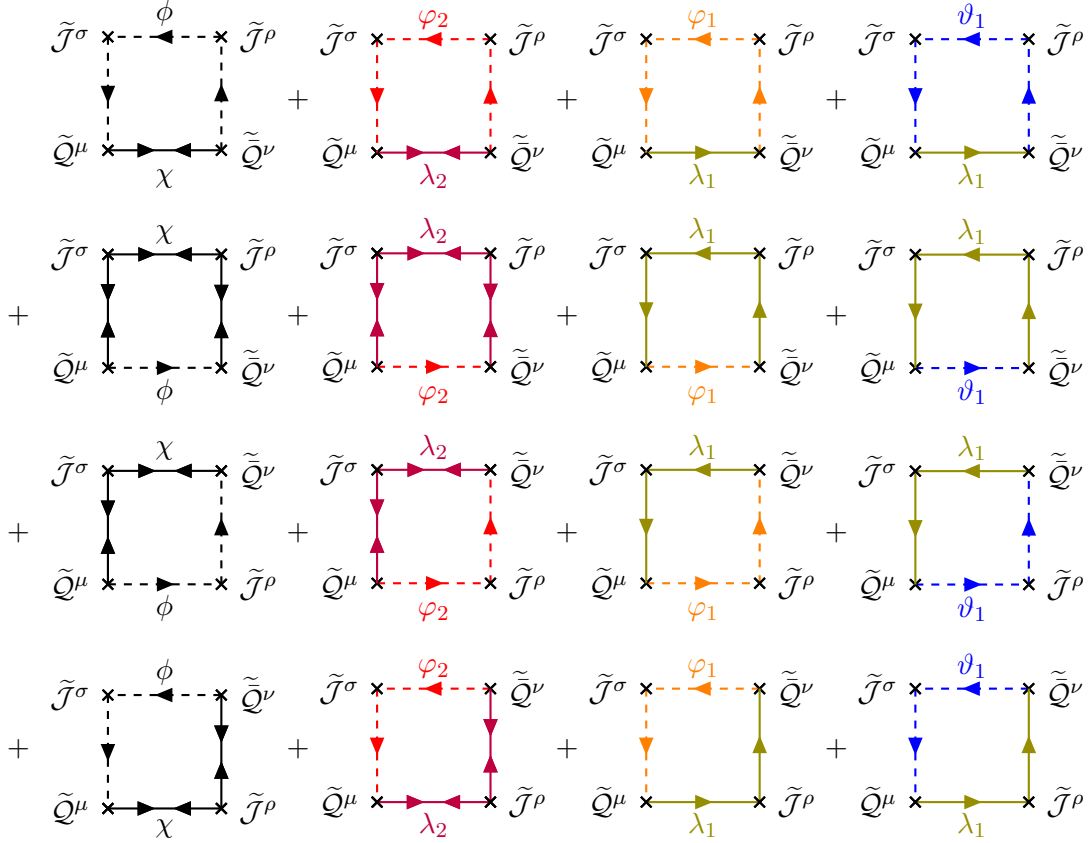 ϕ φ₂ φ₁ ϑ₁
𝒥̃^σ 𝒥̃^ρ 𝒥̃^σ 𝒥̃^ρ 𝒥̃^σ 𝒥̃^ρ 𝒥̃^σ 𝒥̃^ρ
+ + +
𝒬̃^μ 𝒬̄̃^ν 𝒬̃^μ 𝒬̄̃^ν 𝒬̃^μ 𝒬̄̃^ν 𝒬̃^μ 𝒬̄̃^ν
χ λ₂ λ₁ λ₁
χ λ₂ λ₁ λ₁
𝒥̃^σ 𝒥̃^ρ 𝒥̃^σ 𝒥̃^ρ 𝒥̃^σ 𝒥̃^ρ 𝒥̃^σ 𝒥̃^ρ
+ + + +
𝒬̃^μ 𝒬̄̃^ν 𝒬̃^μ 𝒬̄̃^ν 𝒬̃^μ 𝒬̄̃^ν 𝒬̃^μ 𝒬̄̃^ν
ϕ φ₂ φ₁ ϑ₁
χ λ₂ λ₁ λ₁
𝒥̃^σ 𝒬̄̃^ν 𝒥̃^σ 𝒬̄̃^ν 𝒥̃^σ 𝒬̄̃^ν 𝒥̃^σ 𝒬̄̃^ν
+ + + +
𝒬̃^μ 𝒥̃^ρ 𝒬̃^μ 𝒥̃^ρ 𝒬̃^μ 𝒥̃^ρ 𝒬̃^μ 𝒥̃^ρ
ϕ φ₂ φ₁ ϑ₁
ϕ φ₂ φ₁ ϑ₁
𝒥̃^σ 𝒬̄̃^ν 𝒥̃^σ 𝒬̄̃^ν 𝒥̃^σ 𝒬̄̃^ν 𝒥̃^σ 𝒬̄̃^ν
+ + + +
𝒬̃^μ 𝒥̃^ρ 𝒬̃^μ 𝒥̃^ρ 𝒬̃^μ 𝒥̃^ρ 𝒬̃^μ 𝒥̃^ρ
χ λ₂ λ₁ λ₁